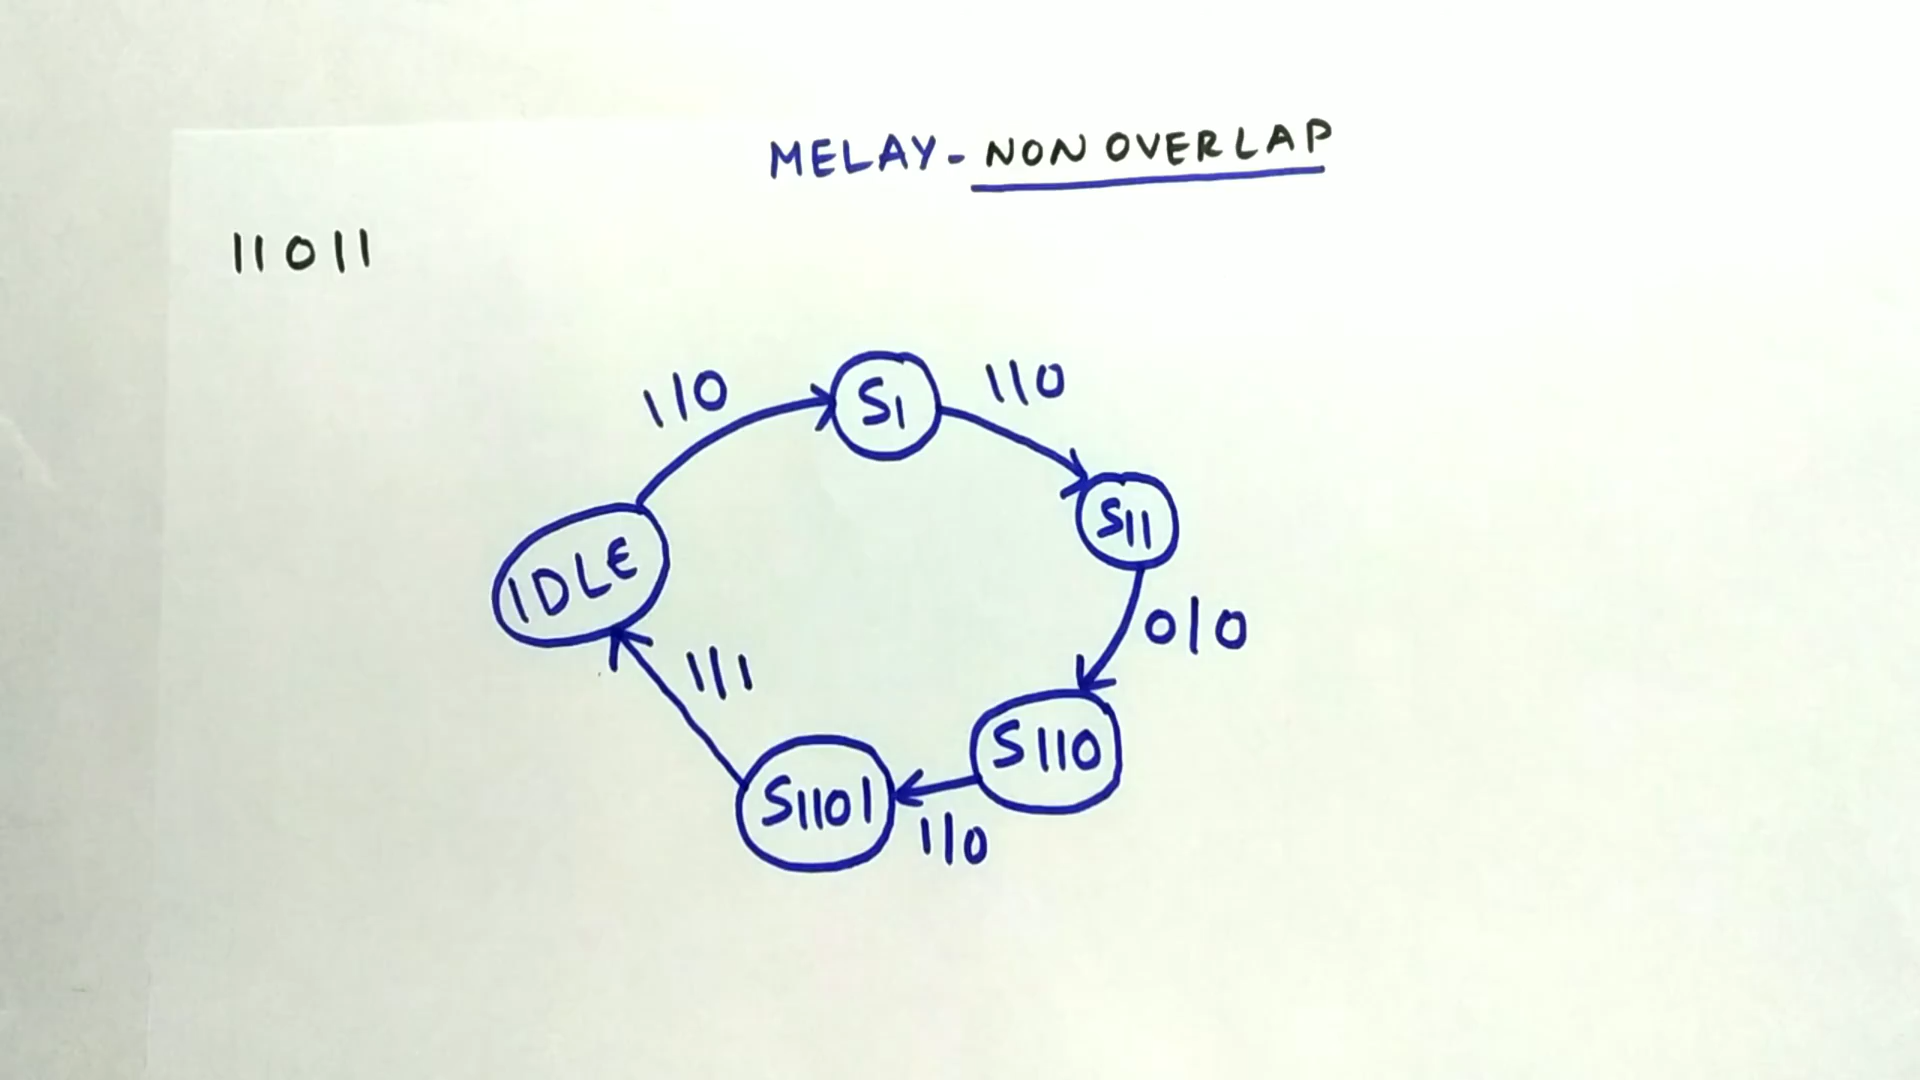 MELAY - NON OVERLAP
11011
1/0
S1
1/0
S11
IDLE
0/0
1/1
S110
S1101
1/0